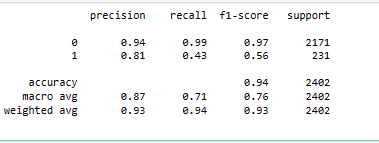 precision recall f1-score support
0 0.94 0.99 0.97 2171
1 0.81 0.43 0.56 231
accuracy 0.94 2402
macro avg 0.87 0.71 0.76 2402
weighted avg 0.93 0.94 0.93 2402